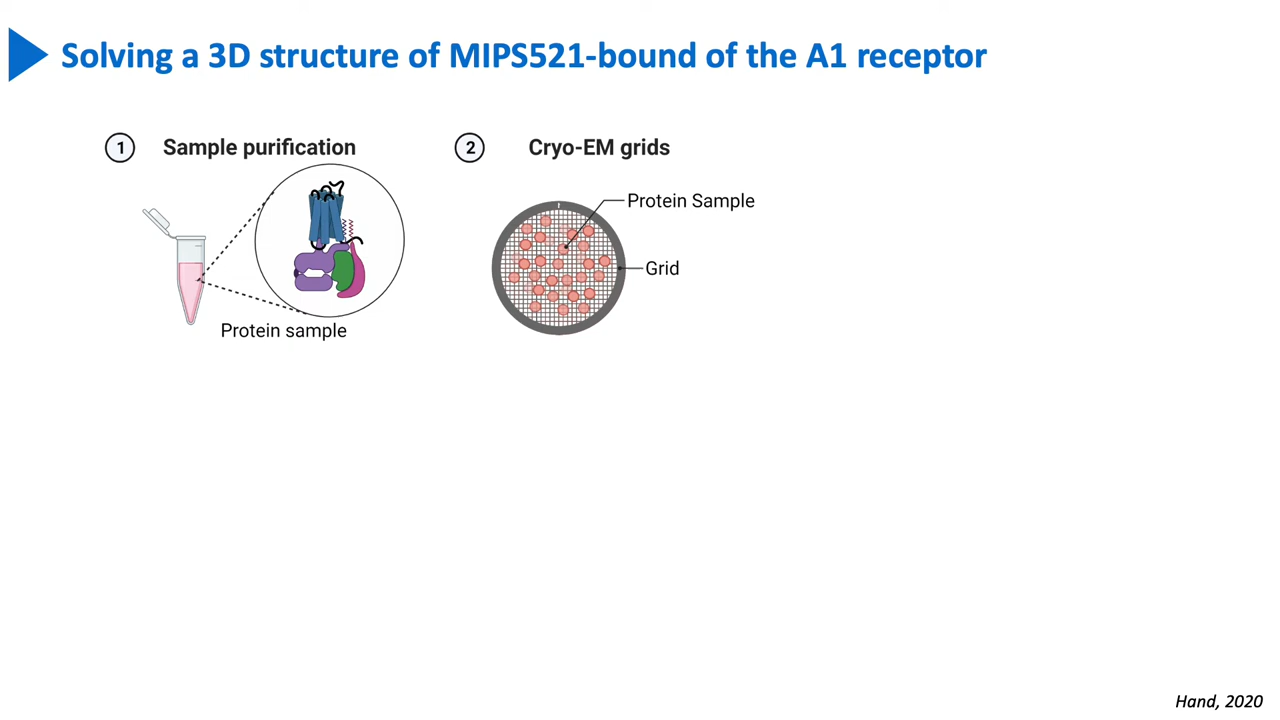 Solving a 3D structure of MIPS521-bound of the A1 receptor
1 Sample purification
Protein sample
2 Cryo-EM grids
Protein Sample
Grid
Hand, 2020